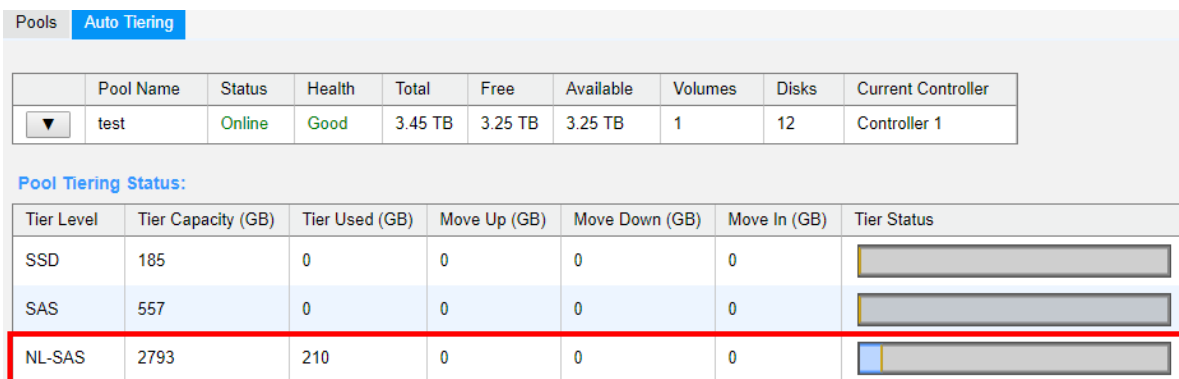 Pools Auto Tiering
Pool Name Status Health Total Free Available Volumes Disks Current Controller
▼ test Online Good 3.45 TB 3.25 TB 3.25 TB 1 12 Controller 1
Pool Tiering Status:
Tier Level Tier Capacity (GB) Tier Used (GB) Move Up (GB) Move Down (GB) Move In (GB) Tier Status
SSD 185 0 0 0 0
SAS 557 0 0 0 0
NL-SAS 2793 210 0 0 0